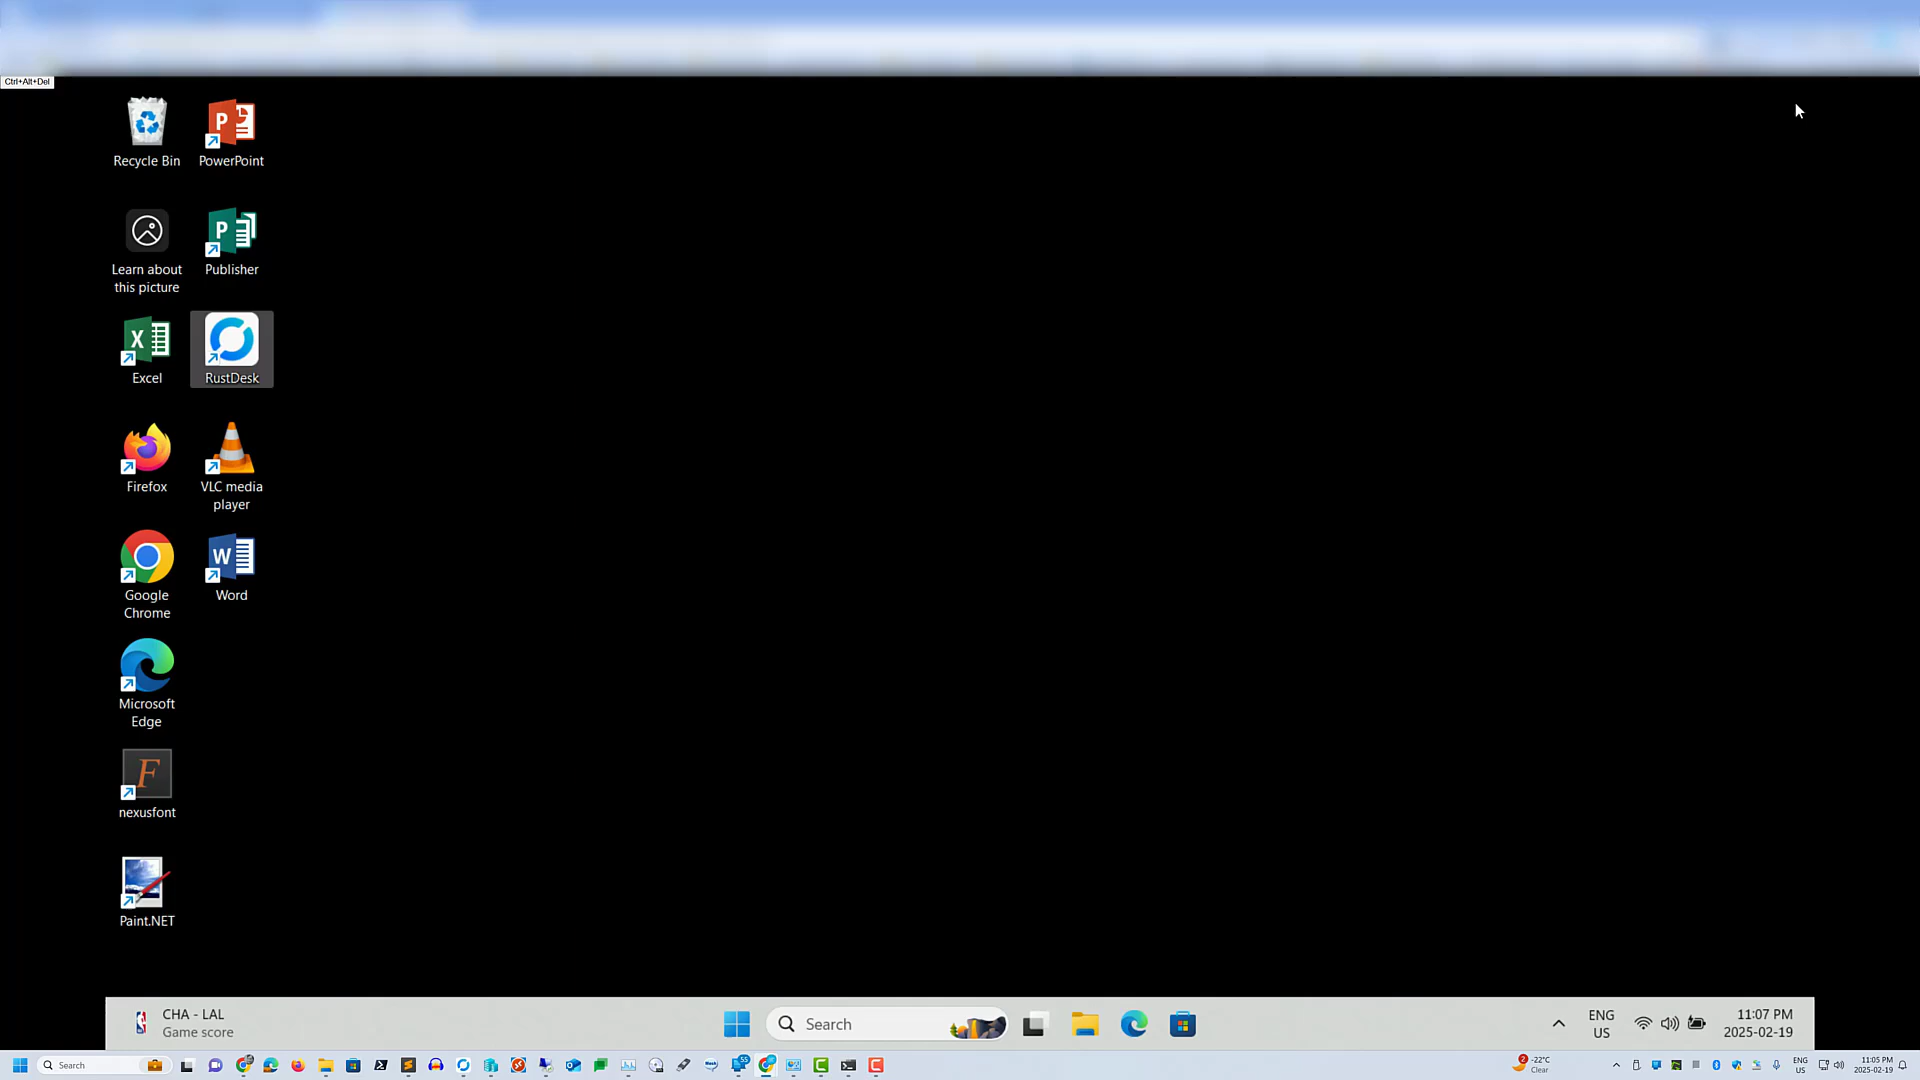 Ctrl+Alt+Del
Recycle Bin
PowerPoint
Learn about
this picture
Publisher
Excel
RustDesk
Firefox
VLC media
player
Google
Chrome
Word
Microsoft
Edge
nexusfont
Paint.NET
CHA - LAL
Game score
Search
ENG
US
11:07 PM
2025-02-19
Search
55
2
-22°C
Clear
ENG
US
11:05 PM
2025-02-19